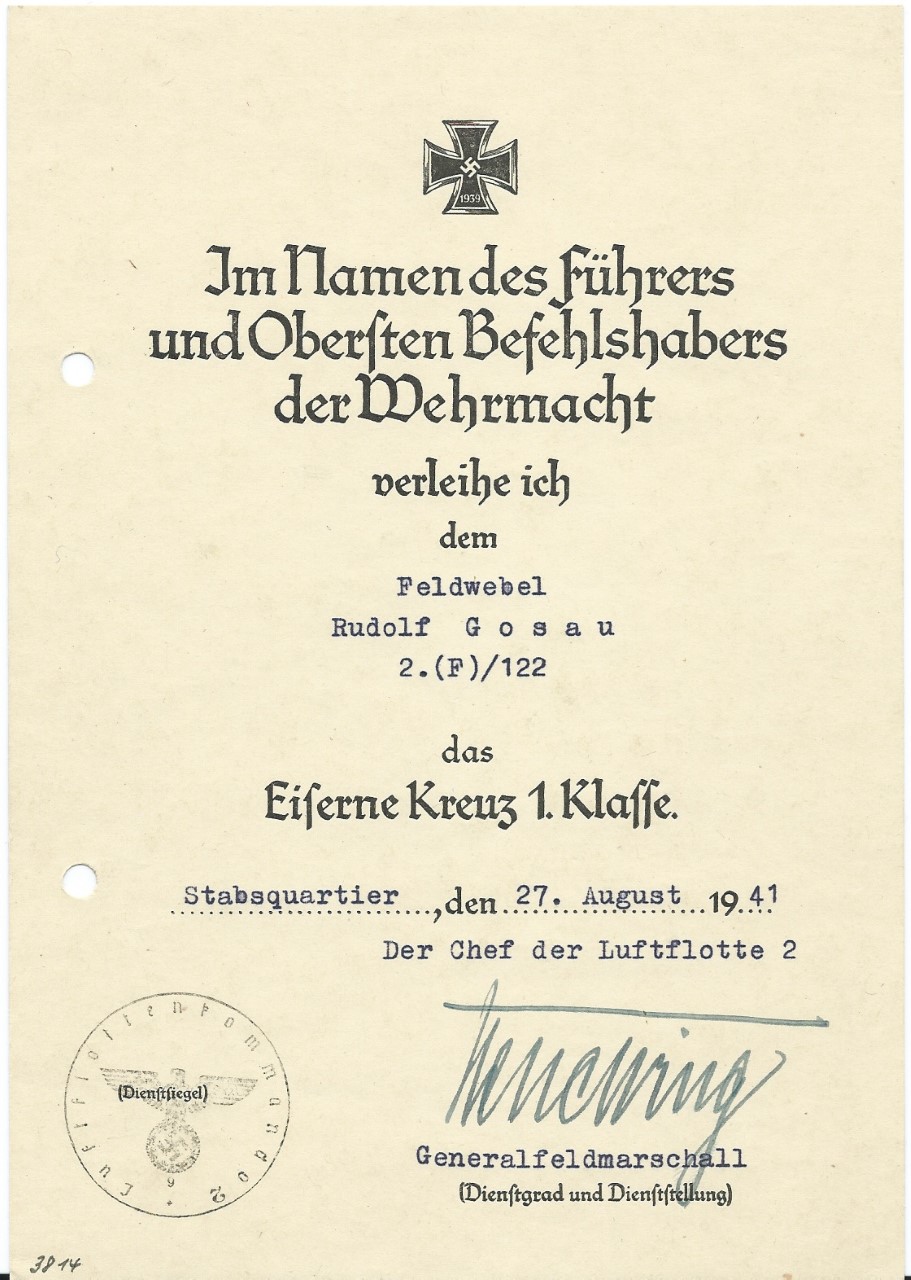 1939
Im Namen des Führers
und Oberſten Befehlshabers
der Wehrmacht
verleihe ich
dem
Feldwebel
Rudolf G o s a u
2.(F)/122
das
Eiſerne Kreuz 1. Klaſſe.
Stabsquartier, den 27. August 1941
Der Chef der Luftflotte 2
Luftflottenkommando 2
(Dienſtſiegel)
9
Generalfeldmarschall
(Dienſtgrad und Dienſtſtellung)
3814